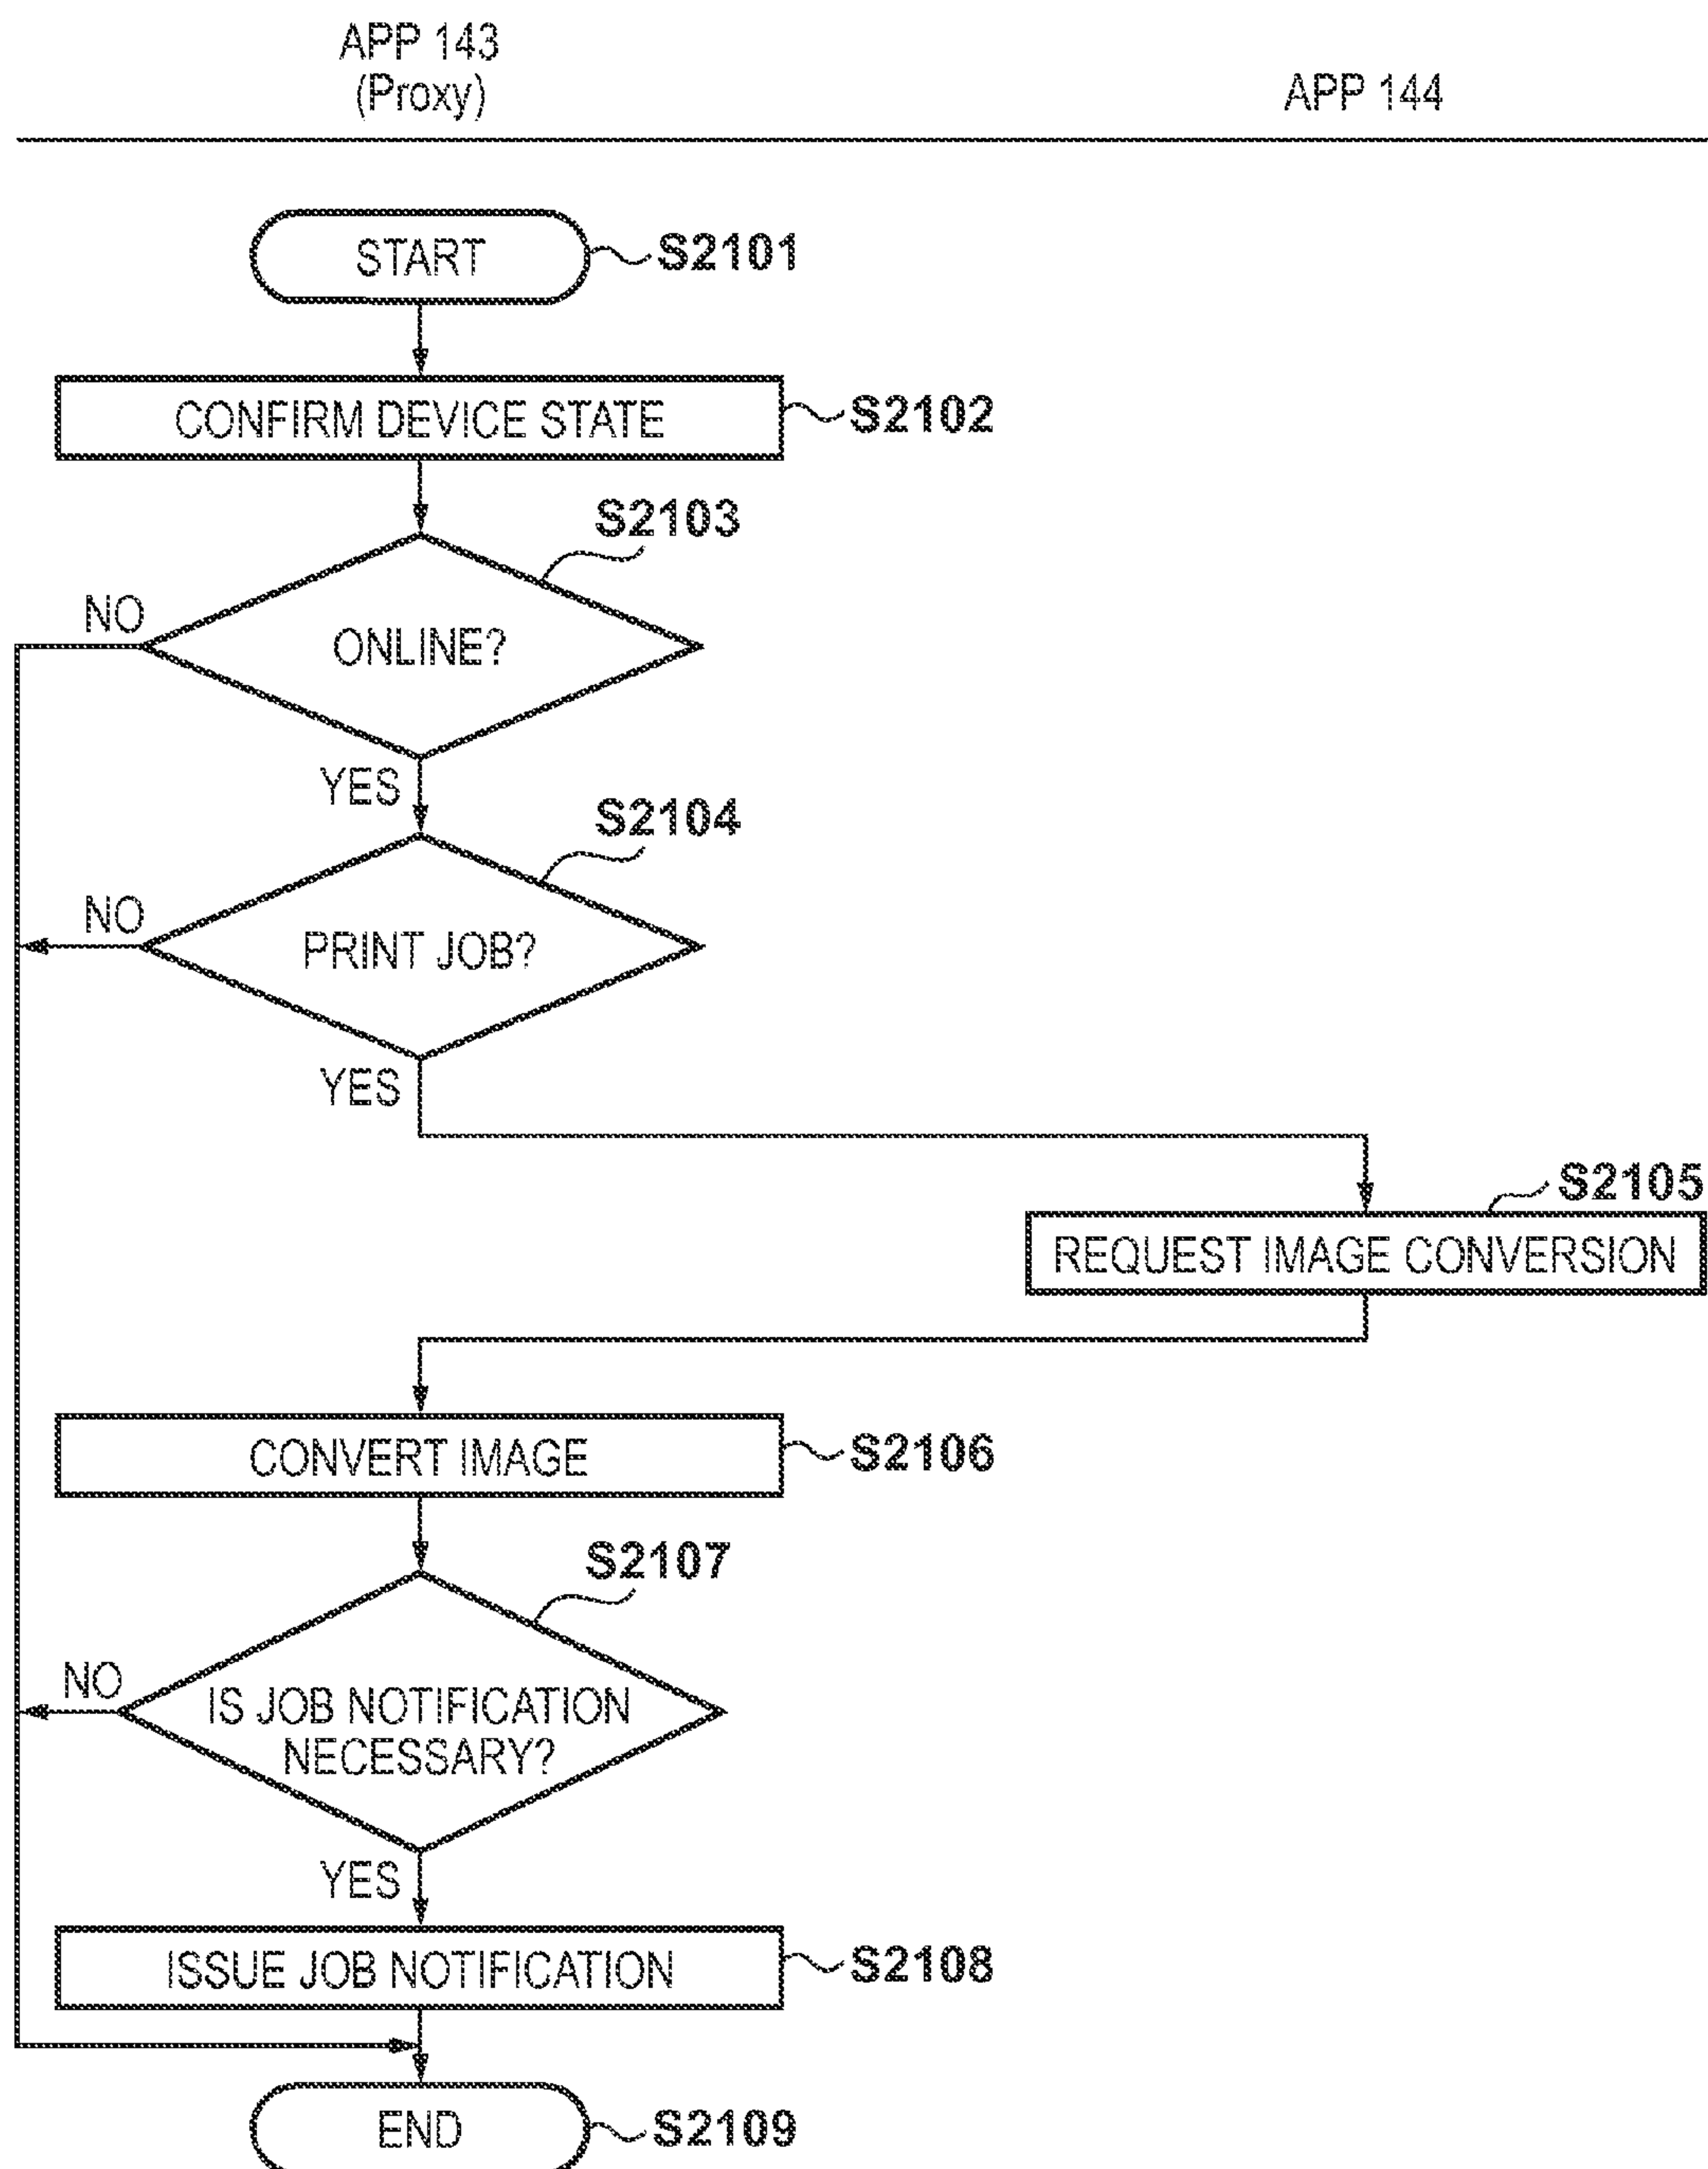 APP 143
(Proxy)
APP 144
START
S2101
CONFIRM DEVICE STATE
S2102
S2103
NO
ONLINE?
YES
S2104
NO
PRINT JOB?
YES
S2105
REQUEST IMAGE CONVERSION
CONVERT IMAGE
S2106
S2107
NO
IS JOB NOTIFICATION
NECESSARY?
YES
ISSUE JOB NOTIFICATION
S2108
END
S2109